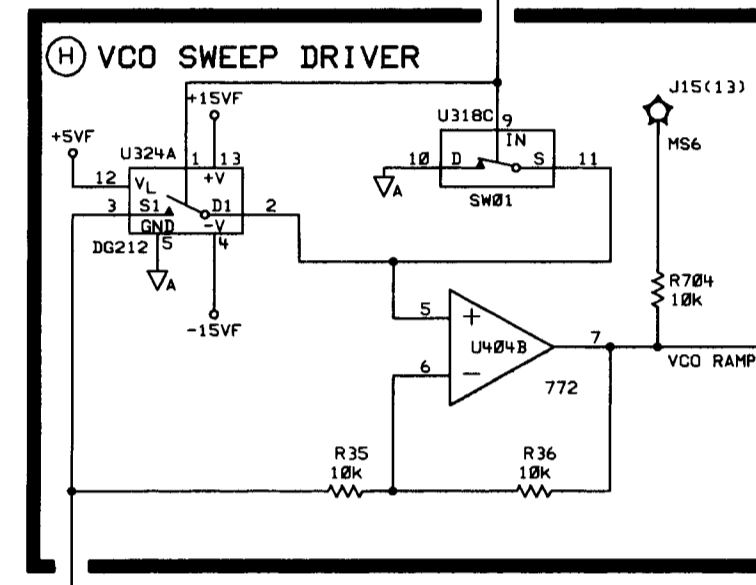 H VCO SWEEP DRIVER
J15(13)
MS6
+15VF
+5VF
U324A
1 13
U318C 9
IN
10 D S 11
SW01
12 VL +V
3 S1 D1 2
GND -V
DG212 5 4
A
A
-15VF
R704
10k
5 +
U404B 7
6 -
772
VCO RAMP
R35
10k
R36
10k